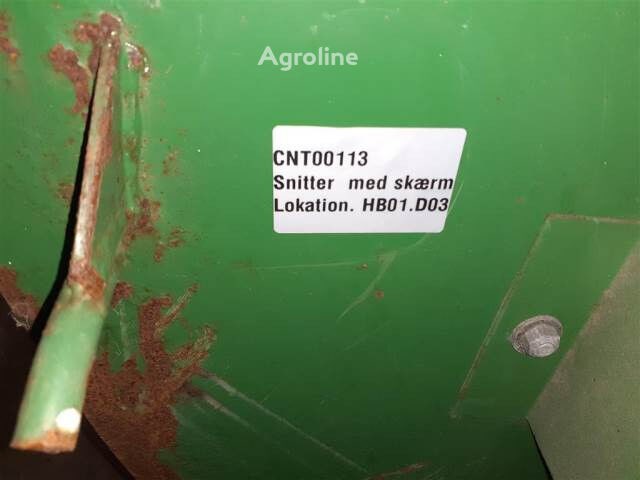 Agroline
CNT00113
Snitter med skærm
Lokation. HB01.D03